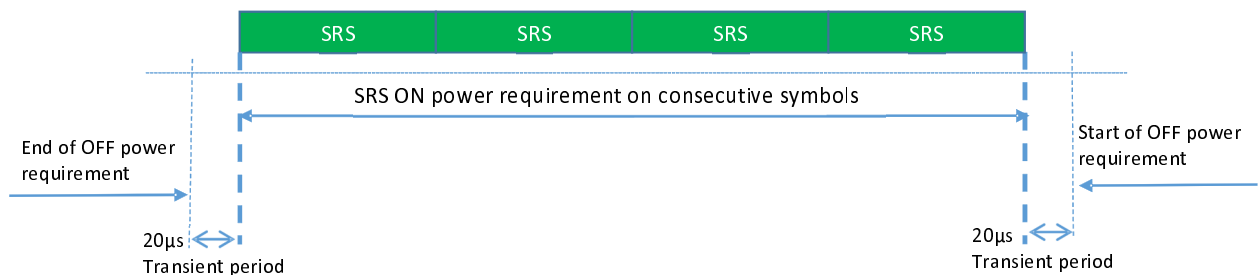 SRS SRS SRS SRS
SRS ON power requirement on consecutive symbols
End of OFF power
requirement
Start of OFF power
requirement
20µs
Transient period
20µs
Transient period